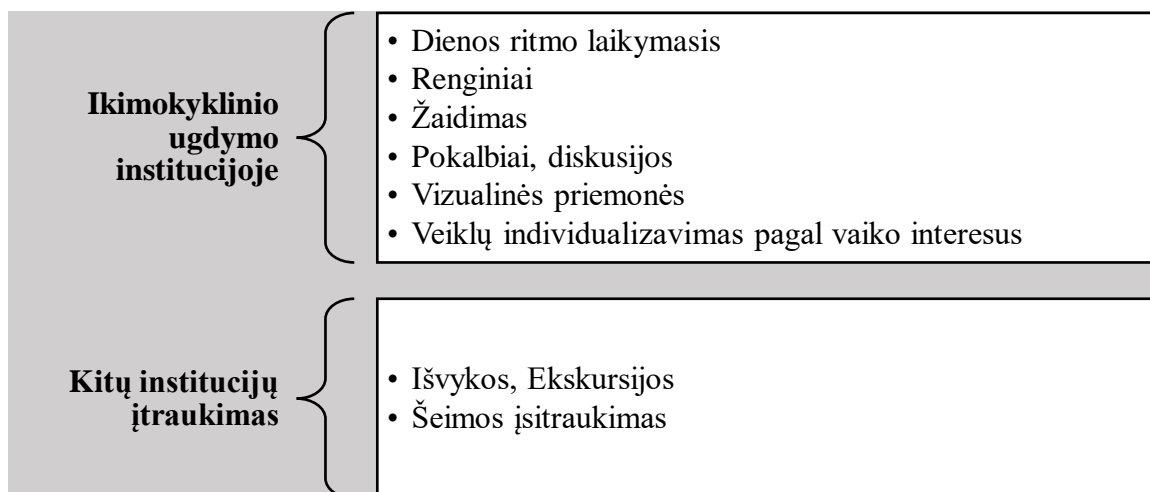 Ikimokyklinio
ugdymo
institucijoje
• Dienos ritmo laikymasis
• Renginiai
• Žaidimas
• Pokalbiai, diskusijos
• Vizualinės priemonės
• Veiklų individualizavimas pagal vaiko interesus
Kitų institucijų
įtraukimas
• Išvykos, Ekskursijos
• Šeimos įsitraukimas